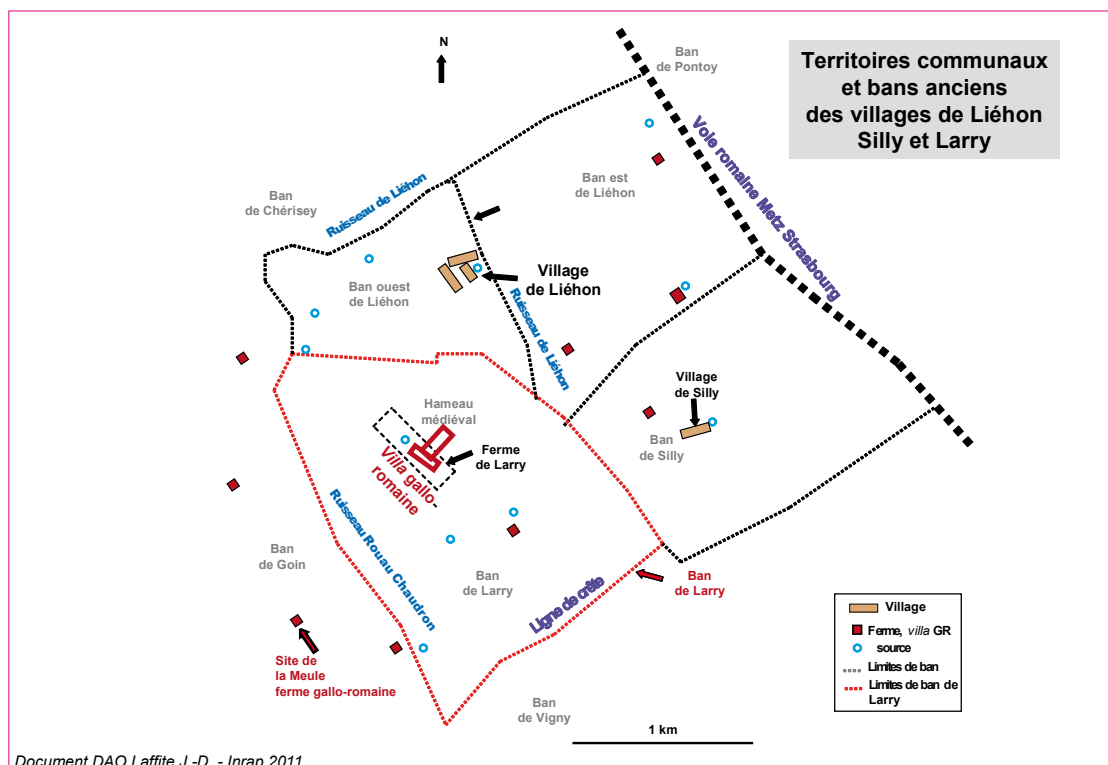 N
Ban
de Pontoy
Territoires communaux
et bans anciens
des villages de Liéhon
Silly et Larry
Voie romaine Metz Strasbourg
Ban est
de Liéhon
Ban
de Chérisey
Ruisseau de Liéhon
Village
de Liéhon
Ban ouest
de Liéhon
Ruisseau de Liéhon
Village
de Silly
Hameau
médiéval
Ban
de Silly
Ferme
de Larry
Villa gallo
romaine
Ruisseau Rouau Chaudron
Ban
de Goin
Ban
de Larry
Ligne de crête
Ban
de Larry
Site de
la Meule
ferme gallo-romaine
Ban
de Vigny
Village
Ferme, villa GR
source
Limites de ban
Limites de ban de
Larry
1 km
Document DAO Laffite J.-D. - Inrap 2011